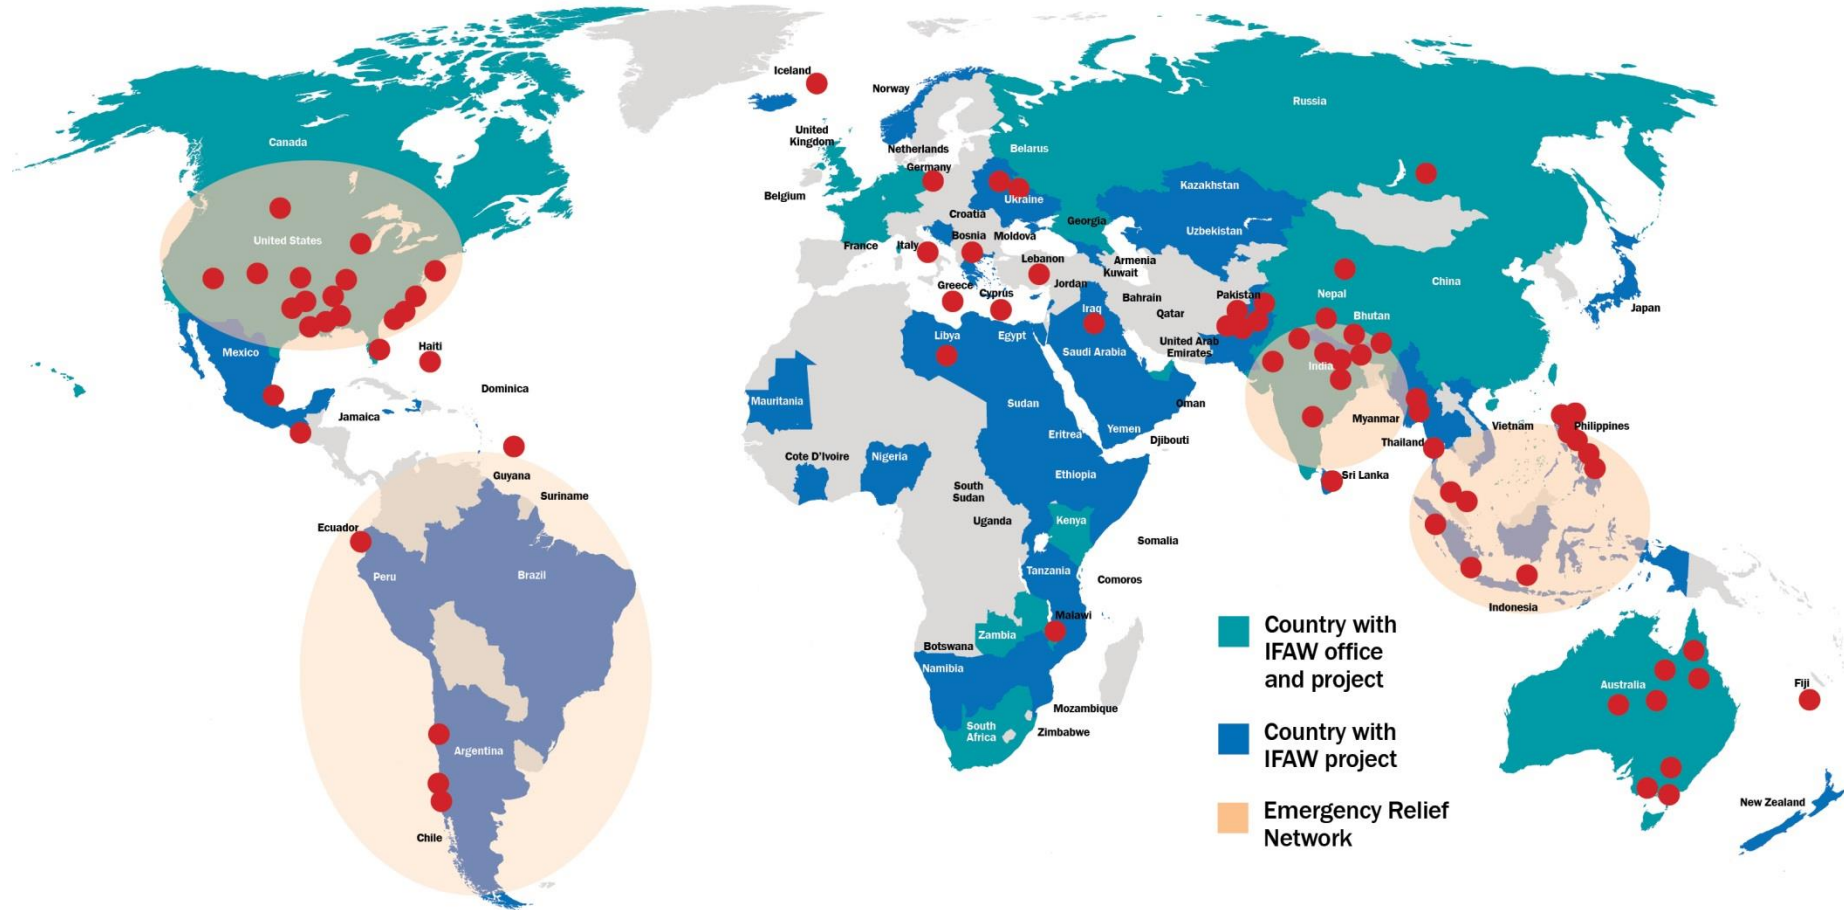 Iceland
Norway
Russia
United
Kingdom
Canada
Netherlands
Belarus
Germany
Kazakhstan
Belgium
Ukraine
Croatia
Georgia
United States
Uzbekistan
France
Italy
Bosnia
Moldova
Lebanon
Armenia
Kuwait
China
Greece
Cyprus
Jordan
Bahrain
Pakistan
Nepal
Japan
Libya
Egypt
Iraq
Qatar
Bhutan
Mexico
Haiti
Saudi Arabia
United Arab
Emirates
India
Dominica
Mauritania
Sudan
Oman
Jamaica
Eritrea
Yemen
Djibouti
Myanmar
Vietnam
Philippines
Thailand
Cote D'Ivoire
Nigeria
Ethiopia
Sri Lanka
Guyana
Suriname
South
Sudan
Ecuador
Uganda
Kenya
Somalia
Peru
Brazil
Tanzania
Comoros
Indonesia
Malawi
Zambia
Botswana
Namibia
Mozambique
South
Africa
Zimbabwe
Argentina
Chile
Australia
Fiji
New Zealand
Country with
IFAW office
and project
Country with
IFAW project
Emergency Relief
Network